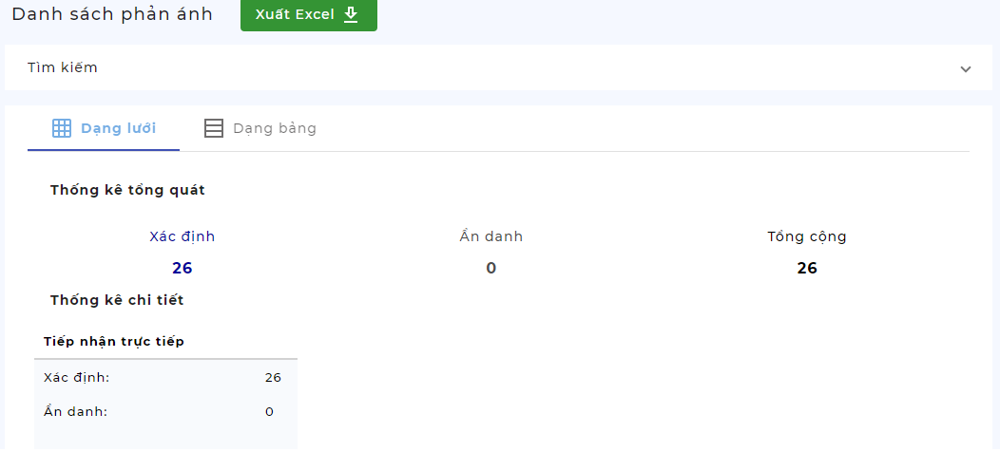 Danh sách phản ánh
Xuất Excel
Tìm kiếm
Dạng lưới
Dạng bảng
Thống kê tổng quát
Xác định
Ẩn danh
Tổng cộng
26
0
26
Thống kê chi tiết
Tiếp nhận trực tiếp
Xác định: 26
Ẩn danh: 0